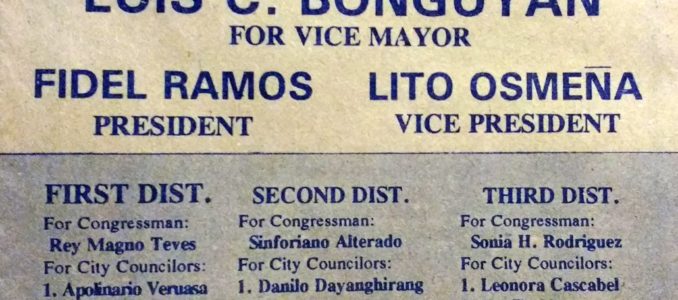 LUIS C. BONGUYAN
FOR VICE MAYOR
FIDEL RAMOS LITO OSMEÑA
PRESIDENT VICE PRESIDENT
FIRST DIST. SECOND DIST. THIRD DIST.
For Congressman: For Congressman: For Congressman:
Rey Magno Teves Sinforiano Alterado Sonia H. Rodriguez
For City Councilors: For City Councilors: For City Councilors:
1. Apolinario Veruasa 1. Danilo Dayanghirang 1. Leonora Cascabel